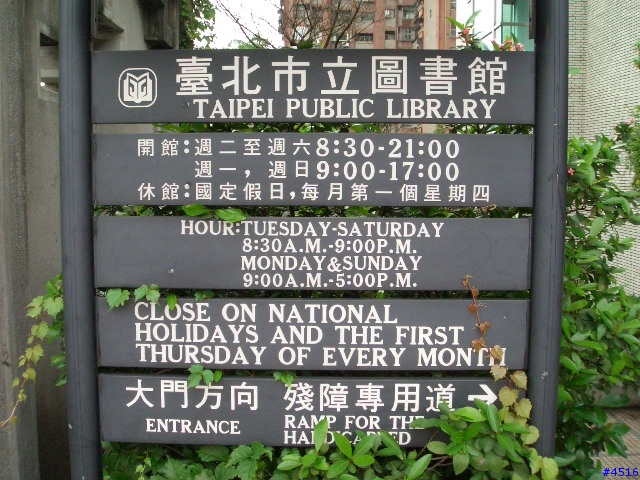 臺北市立圖書館
TAIPEI PUBLIC LIBRARY
開館:週二至週六8:30-21:00
週一,週日9:00-17:00
休館:國定假日,每月第一個星期四
HOUR:TUESDAY-SATURDAY
8:30A.M.-9:00P.M.
MONDAY&SUNDAY
9:00A.M.-5:00P.M.
CLOSE ON NATIONAL
HOLIDAYS AND THE FIRST
THURSDAY OF EVERY MONTH
大門方向 殘障專用道→
ENTRANCE
RAMP FOR THE
HANDICAPPED
#4516